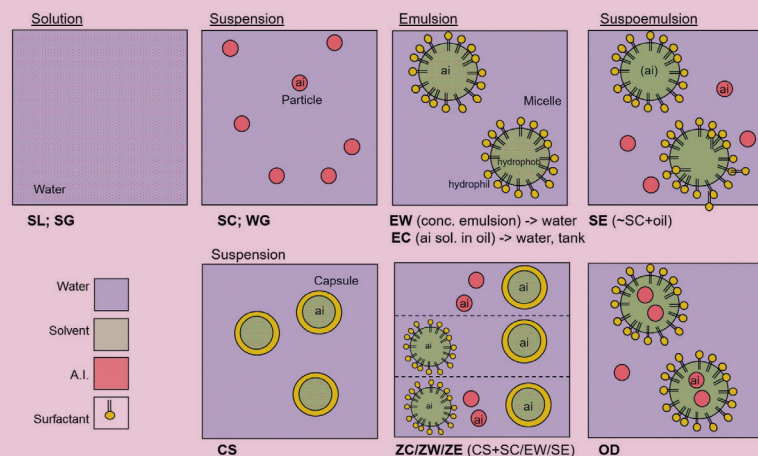 Solution
Suspension
Emulsion
Suspoemulsion
ai
Particle
ai
Micelle
hydrophob
hydrophil
(ai)
ai
Water
SL; SG
SC; WG
EW (conc. emulsion) -> water
EC (ai sol. in oil) -> water, tank
SE (~SC+oil)
Suspension
Capsule
ai
ai
ai
ai
ai
ai
ai
ai
ai
Water
Solvent
A.I.
Surfactant
CS
ZC/ZW/ZE (CS+SC/EW/SE)
OD